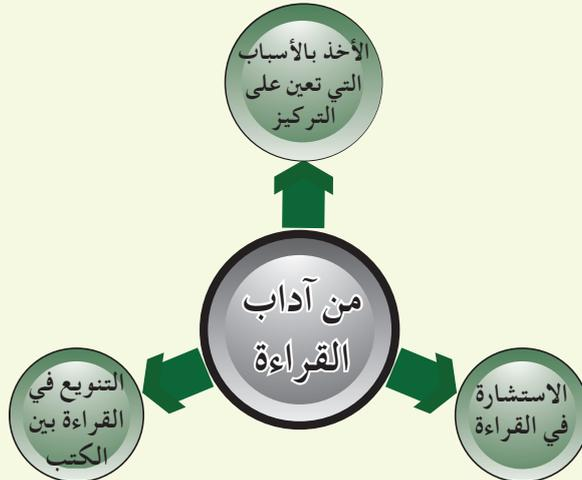 الأخذ بالأسباب
التي تعين على
التركيز
من آداب
القراءة
الاستشارة
في القراءة
التنويع في
القراءة بين
الكتب